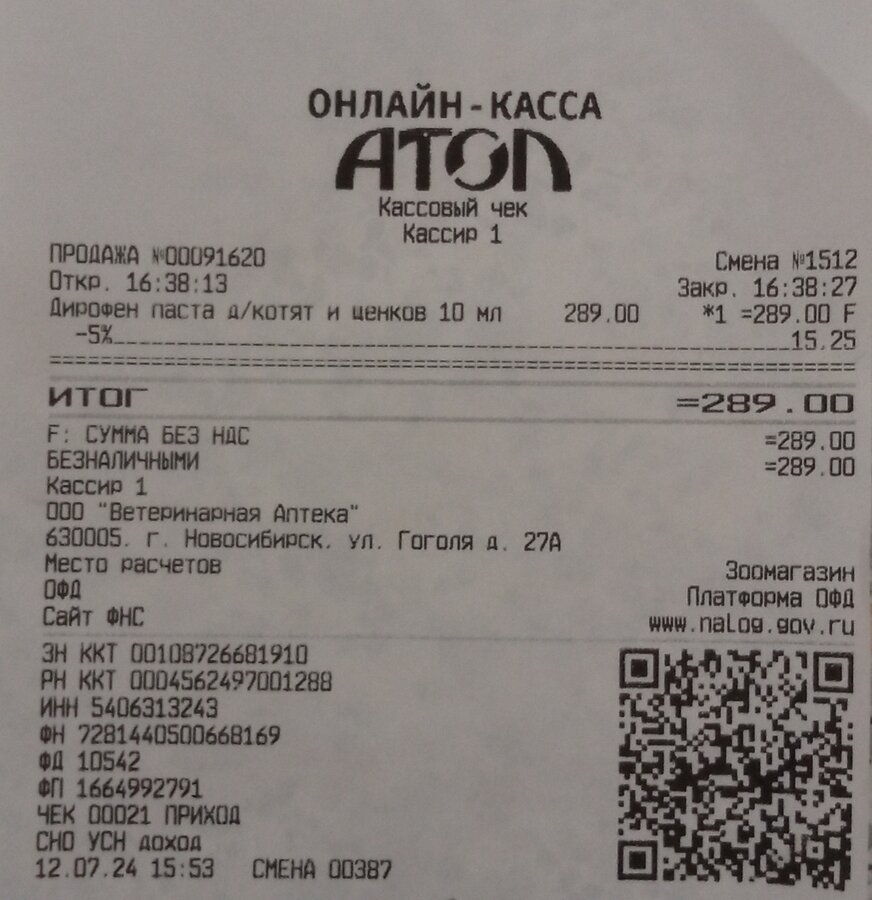 ОНЛАЙН-КАССА
АТОЛ
Кассовый чек
Кассир 1
ПРОДАЖА №00091620 Смена №1512
Откр. 16:38:13 Закр. 16:38:27
Дирофен паста д/котят и щенков 10 мл 289.00 *1 =289.00 F
-5% 15.25
ИТОГ =289.00
F: СУММА БЕЗ НДС =289.00
БЕЗНАЛИЧНЫМИ =289.00
Кассир 1
ООО "Ветеринарная Аптека"
630005. г. Новосибирск. ул. Гоголя д. 27А
Место расчетов Зоомагазин
ОФД Платформа ОФД
Сайт ФНС www.nalog.gov.ru
ЗН ККТ 00108726681910
РН ККТ 0004562497001288
ИНН 5406313243
ФН 7281440500668169
ФД 10542
ФП 1664992791
ЧЕК 00021 ПРИХОД
СНО УСН доход
12.07.24 15:53 СМЕНА 00387